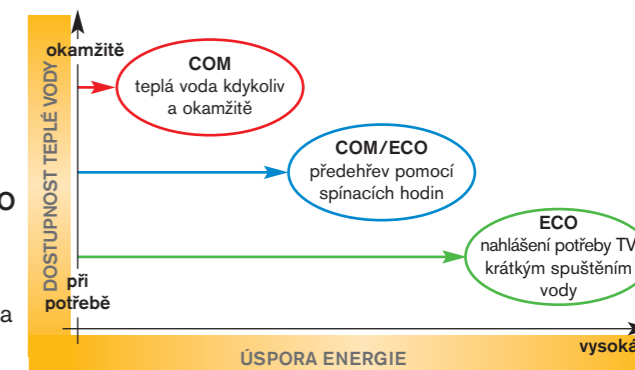 okamžitě
DOSTUPNOST TEPLÉ VODY
COM
teplá voda kdykoliv
a okamžitě
COM/ECO
předehřev pomocí
spínacích hodin
O
ECO
nahlášení potřeby TV
krátkým spuštěním
vody
při
potřebě
a
vysoká
ÚSPORA ENERGIE